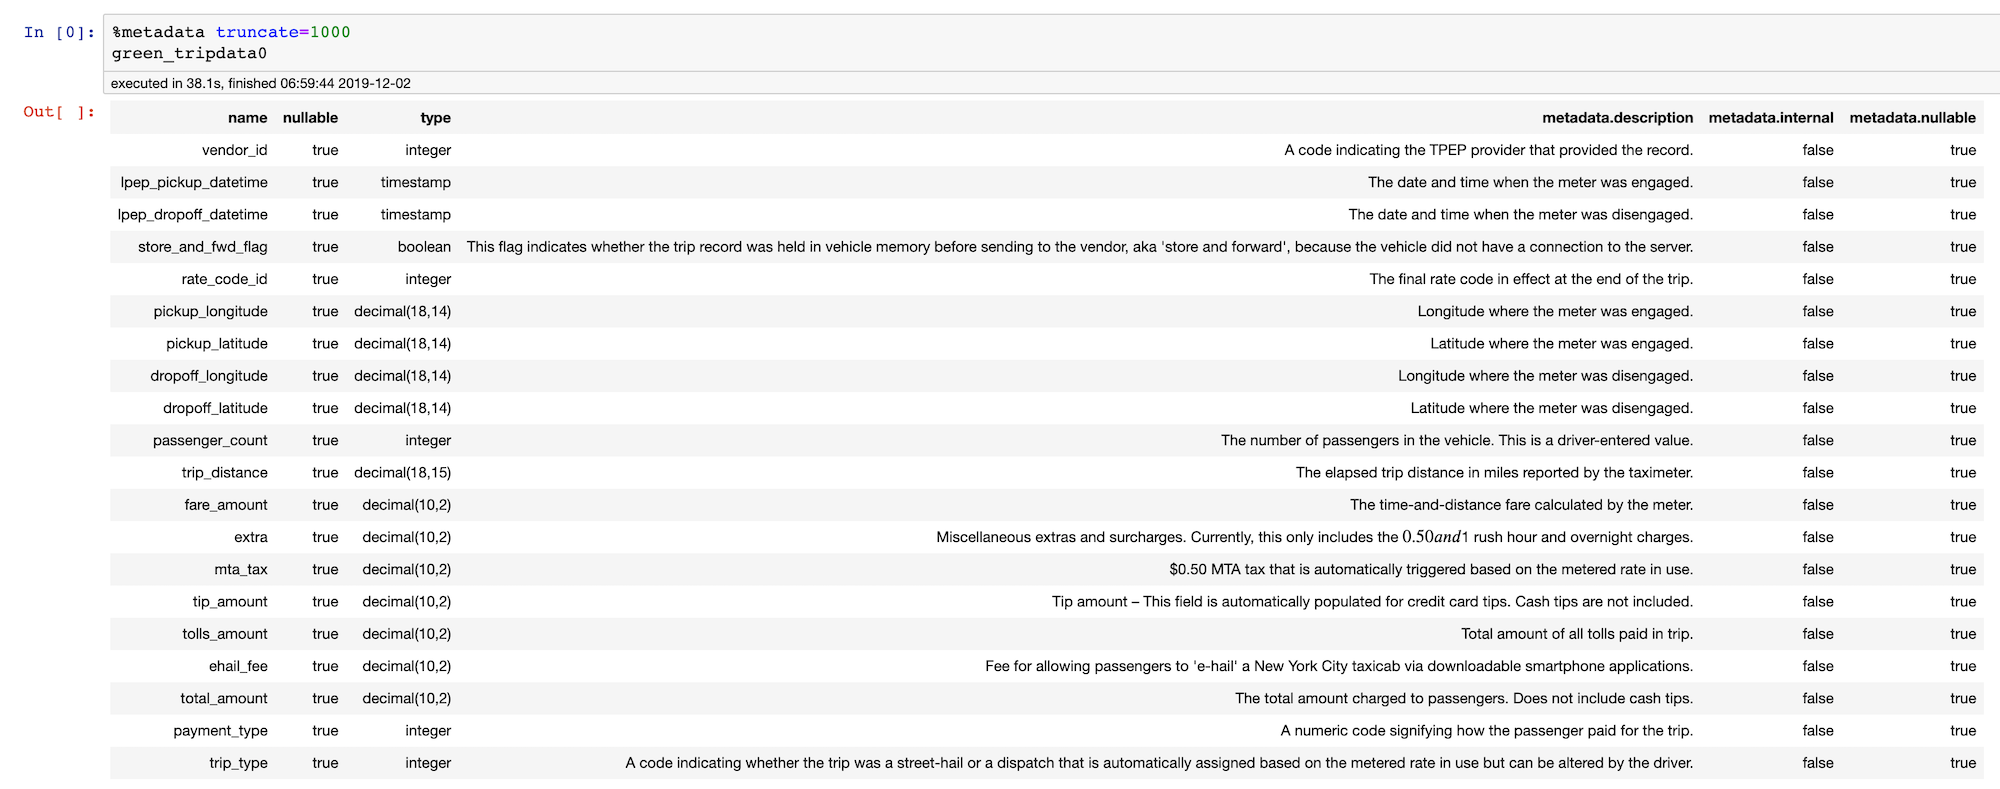 In [0]: %metadata truncate=1000
green_tripdata0
executed in 38.1s, finished 06:59:44 2019-12-02
Out[ ]:
name nullable type metadata.description metadata.internal metadata.nullable
vendor_id true integer A code indicating the TPEP provider that provided the record. false true
lpep_pickup_datetime true timestamp The date and time when the meter was engaged. false true
lpep_dropoff_datetime true timestamp The date and time when the meter was disengaged. false true
store_and_fwd_flag true boolean This flag indicates whether the trip record was held in vehicle memory before sending to the vendor, aka 'store and forward', because the vehicle did not have a connection to the server. false true
rate_code_id true integer The final rate code in effect at the end of the trip. false true
pickup_longitude true decimal(18,14) Longitude where the meter was engaged. false true
pickup_latitude true decimal(18,14) Latitude where the meter was engaged. false true
dropoff_longitude true decimal(18,14) Longitude where the meter was disengaged. false true
dropoff_latitude true decimal(18,14) Latitude where the meter was disengaged. false true
passenger_count true integer The number of passengers in the vehicle. This is a driver-entered value. false true
trip_distance true decimal(18,15) The elapsed trip distance in miles reported by the taximeter. false true
fare_amount true decimal(10,2) The time-and-distance fare calculated by the meter. false true
extra true decimal(10,2) Miscellaneous extras and surcharges. Currently, this only includes the 0.50and1 rush hour and overnight charges. false true
mta_tax true decimal(10,2) $0.50 MTA tax that is automatically triggered based on the metered rate in use. false true
tip_amount true decimal(10,2) Tip amount – This field is automatically populated for credit card tips. Cash tips are not included. false true
tolls_amount true decimal(10,2) Total amount of all tolls paid in trip. false true
ehail_fee true decimal(10,2) Fee for allowing passengers to 'e-hail' a New York City taxicab via downloadable smartphone applications. false true
total_amount true decimal(10,2) The total amount charged to passengers. Does not include cash tips. false true
payment_type true integer A numeric code signifying how the passenger paid for the trip. false true
trip_type true integer A code indicating whether the trip was a street-hail or a dispatch that is automatically assigned based on the metered rate in use but can be altered by the driver. false true